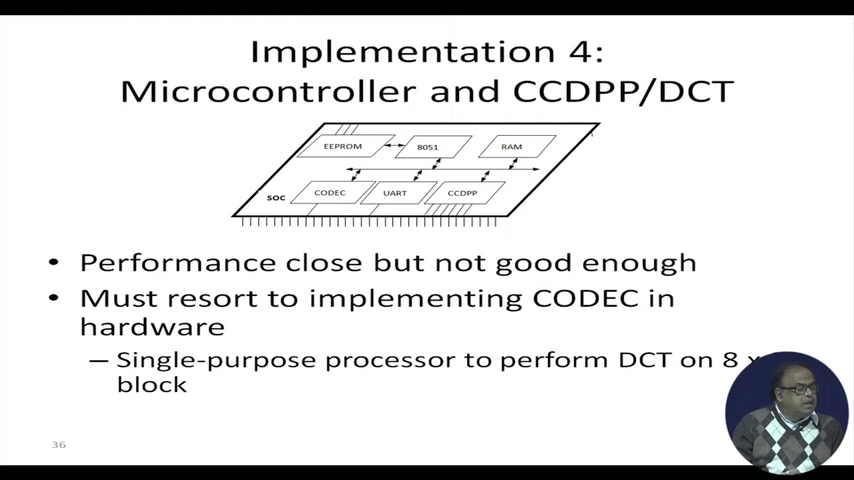 Implementation 4:
Microcontroller and CCDPP/DCT
EEPROM 8051 RAM
SOC CODEC UART CCDPP
• Performance close but not good enough
• Must resort to implementing CODEC in
hardware
– Single-purpose processor to perform DCT on 8
block
36